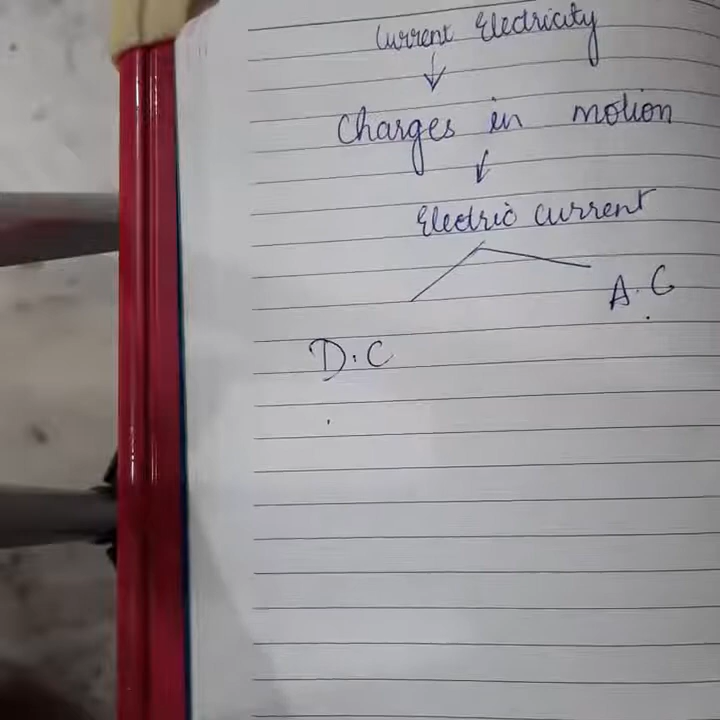 Current Electricity
Charges in motion
Electric current
A.C
D.C